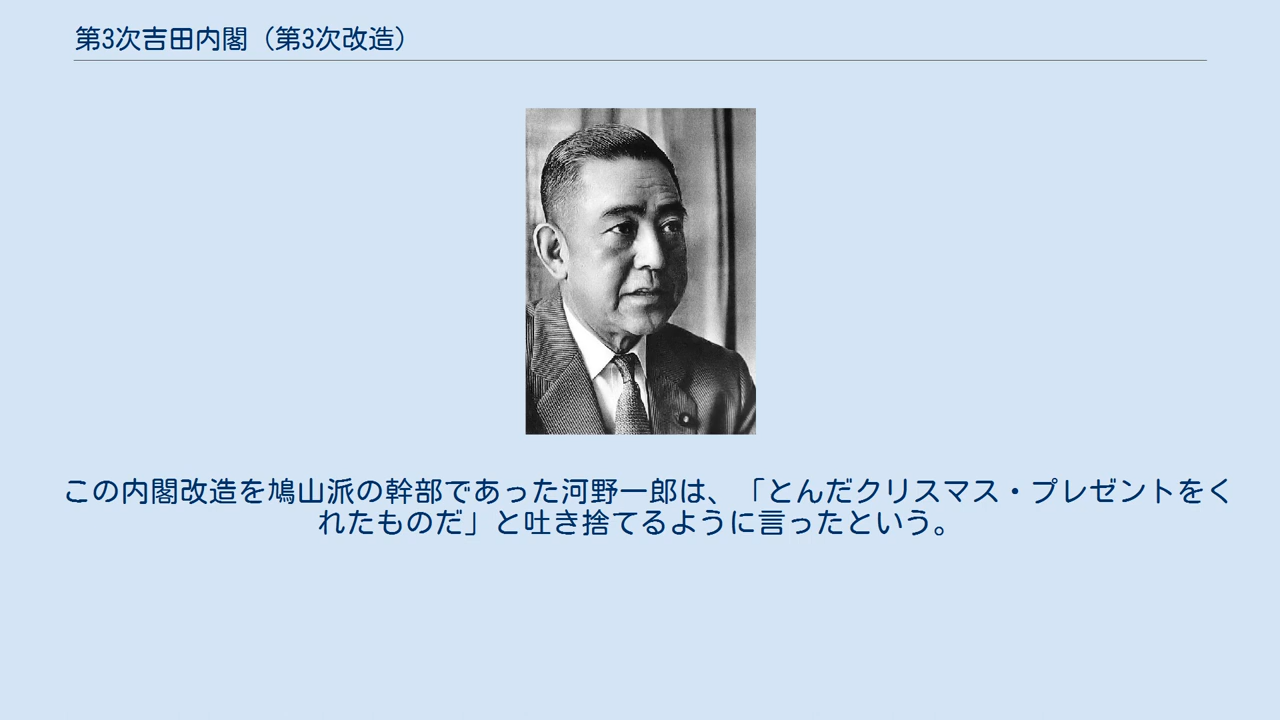 第3次吉田内閣（第3次改造）
この内閣改造を鳩山派の幹部であった河野一郎は、「とんだクリスマス・プレゼントをく
れたものだ」と吐き捨てるように言ったという。